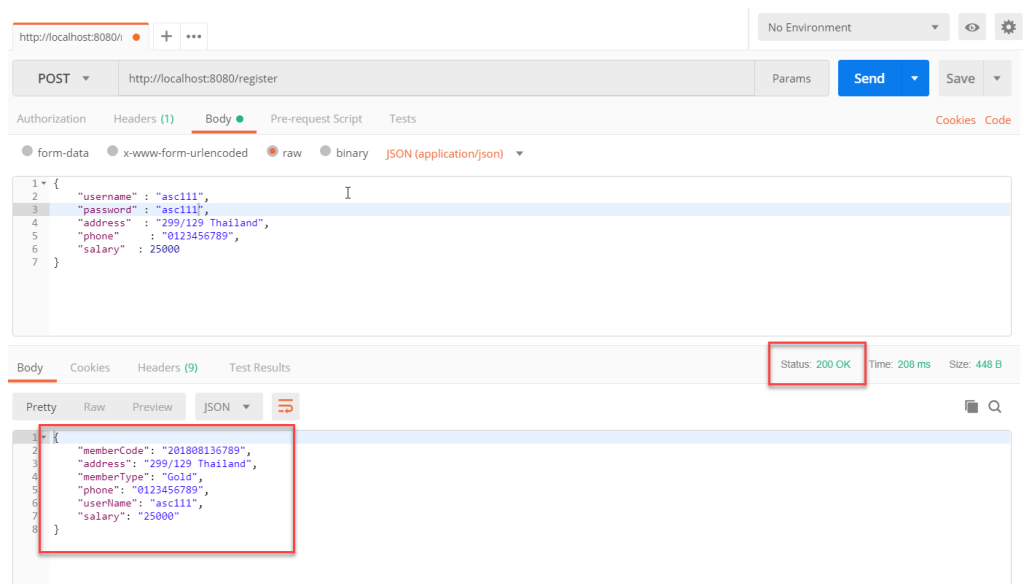 http://localhost:8080/r + ••• No Environment
POST http://localhost:8080/register Params Send Save
Authorization Headers (1) Body Pre-request Script Tests Cookies Code
form-data x-www-form-urlencoded raw binary JSON (application/json)
1 {
2 "username" : "asc111",
3 "password" : "asc111",
4 "address" : "299/129 Thailand",
5 "phone" : "0123456789",
6 "salary" : 25000
7 }
Body Cookies Headers (9) Test Results Status: 200 OK Time: 208 ms Size: 448 B
Pretty Raw Preview JSON
1 {
2 "memberCode": "201808136789",
3 "address": "299/129 Thailand",
4 "memberType": "Gold",
5 "phone": "0123456789",
6 "userName": "asc111",
7 "salary": "25000"
8 }